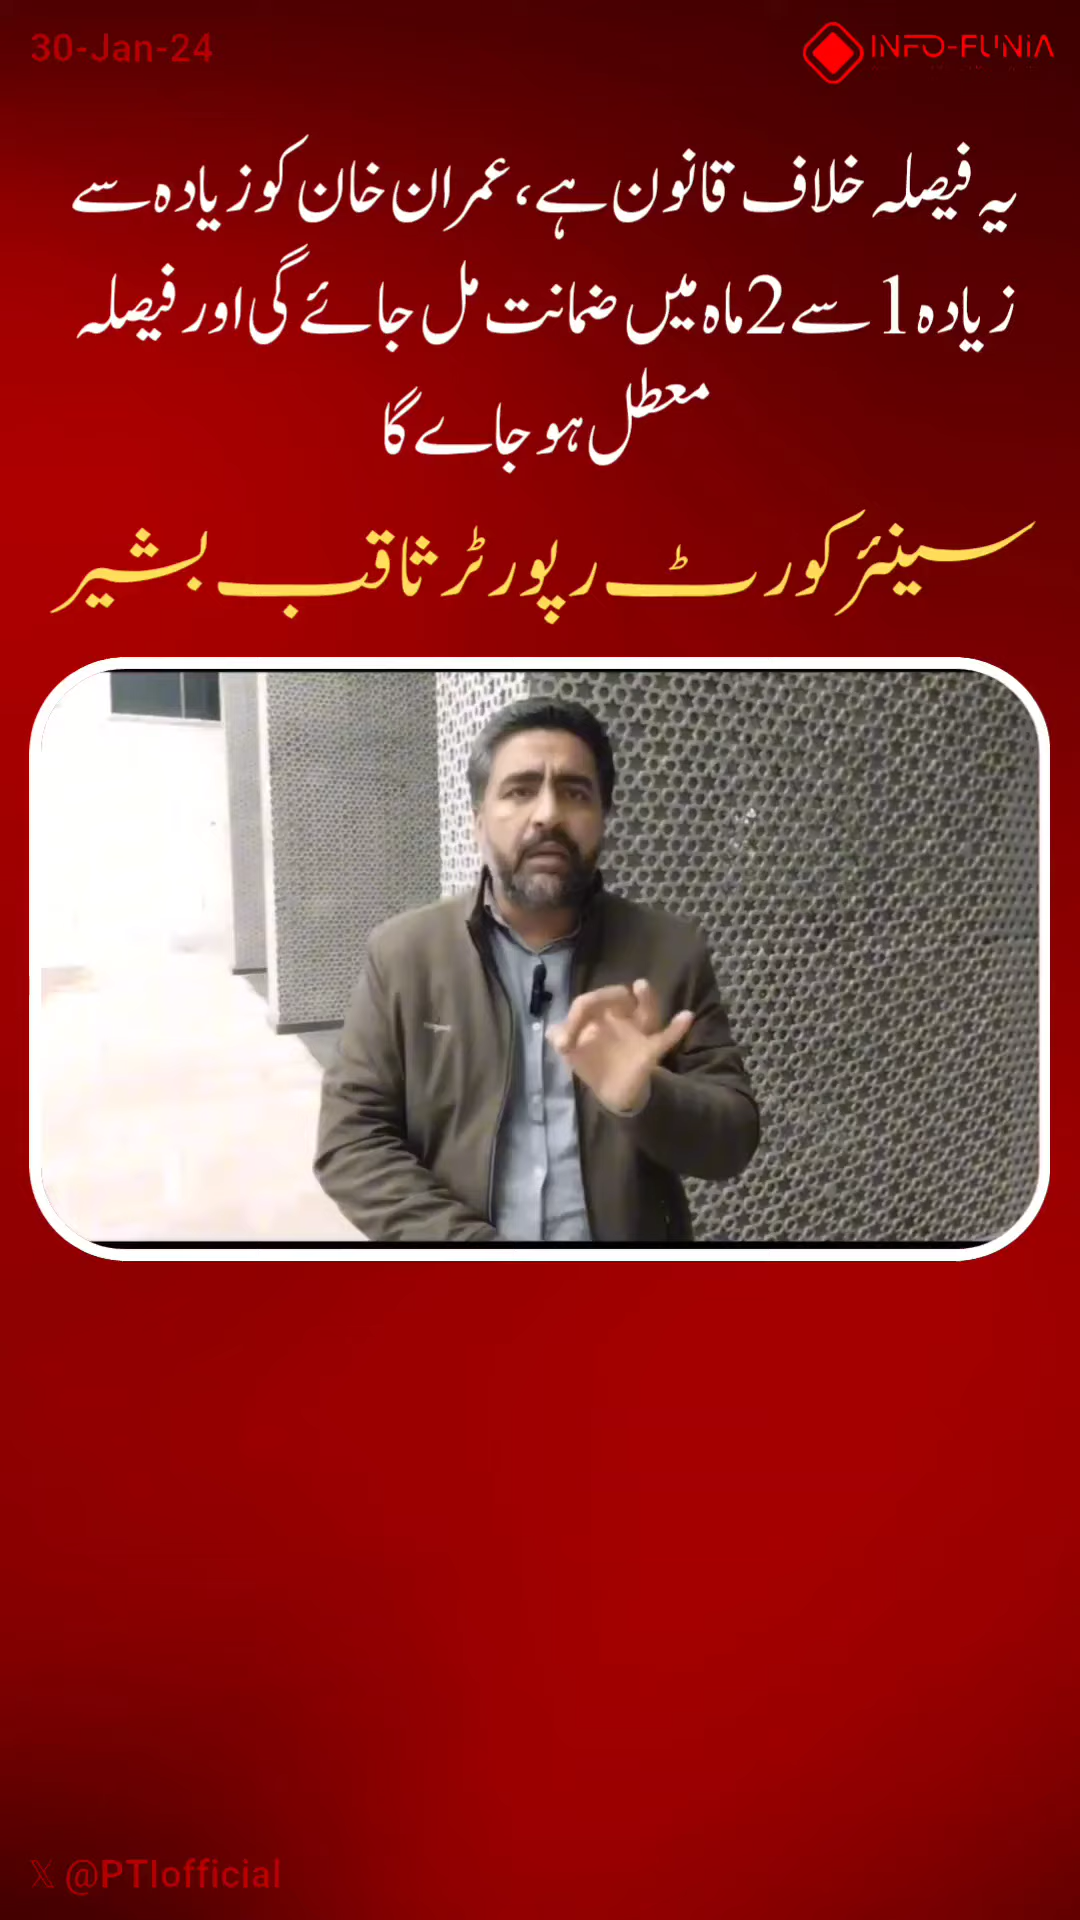 30-Jan-24
INFO-FUNiA
یہ فیصلہ خلاف قانون ہے، عمران خان کو زیادہ سے
زیادہ 1 سے 2 ماہ میں ضمانت مل جائے گی اور فیصلہ
معطل ہو جاے گا
سینئر کورٹ رپورٹر ثاقب بشیر
𝕏 @PTIofficial